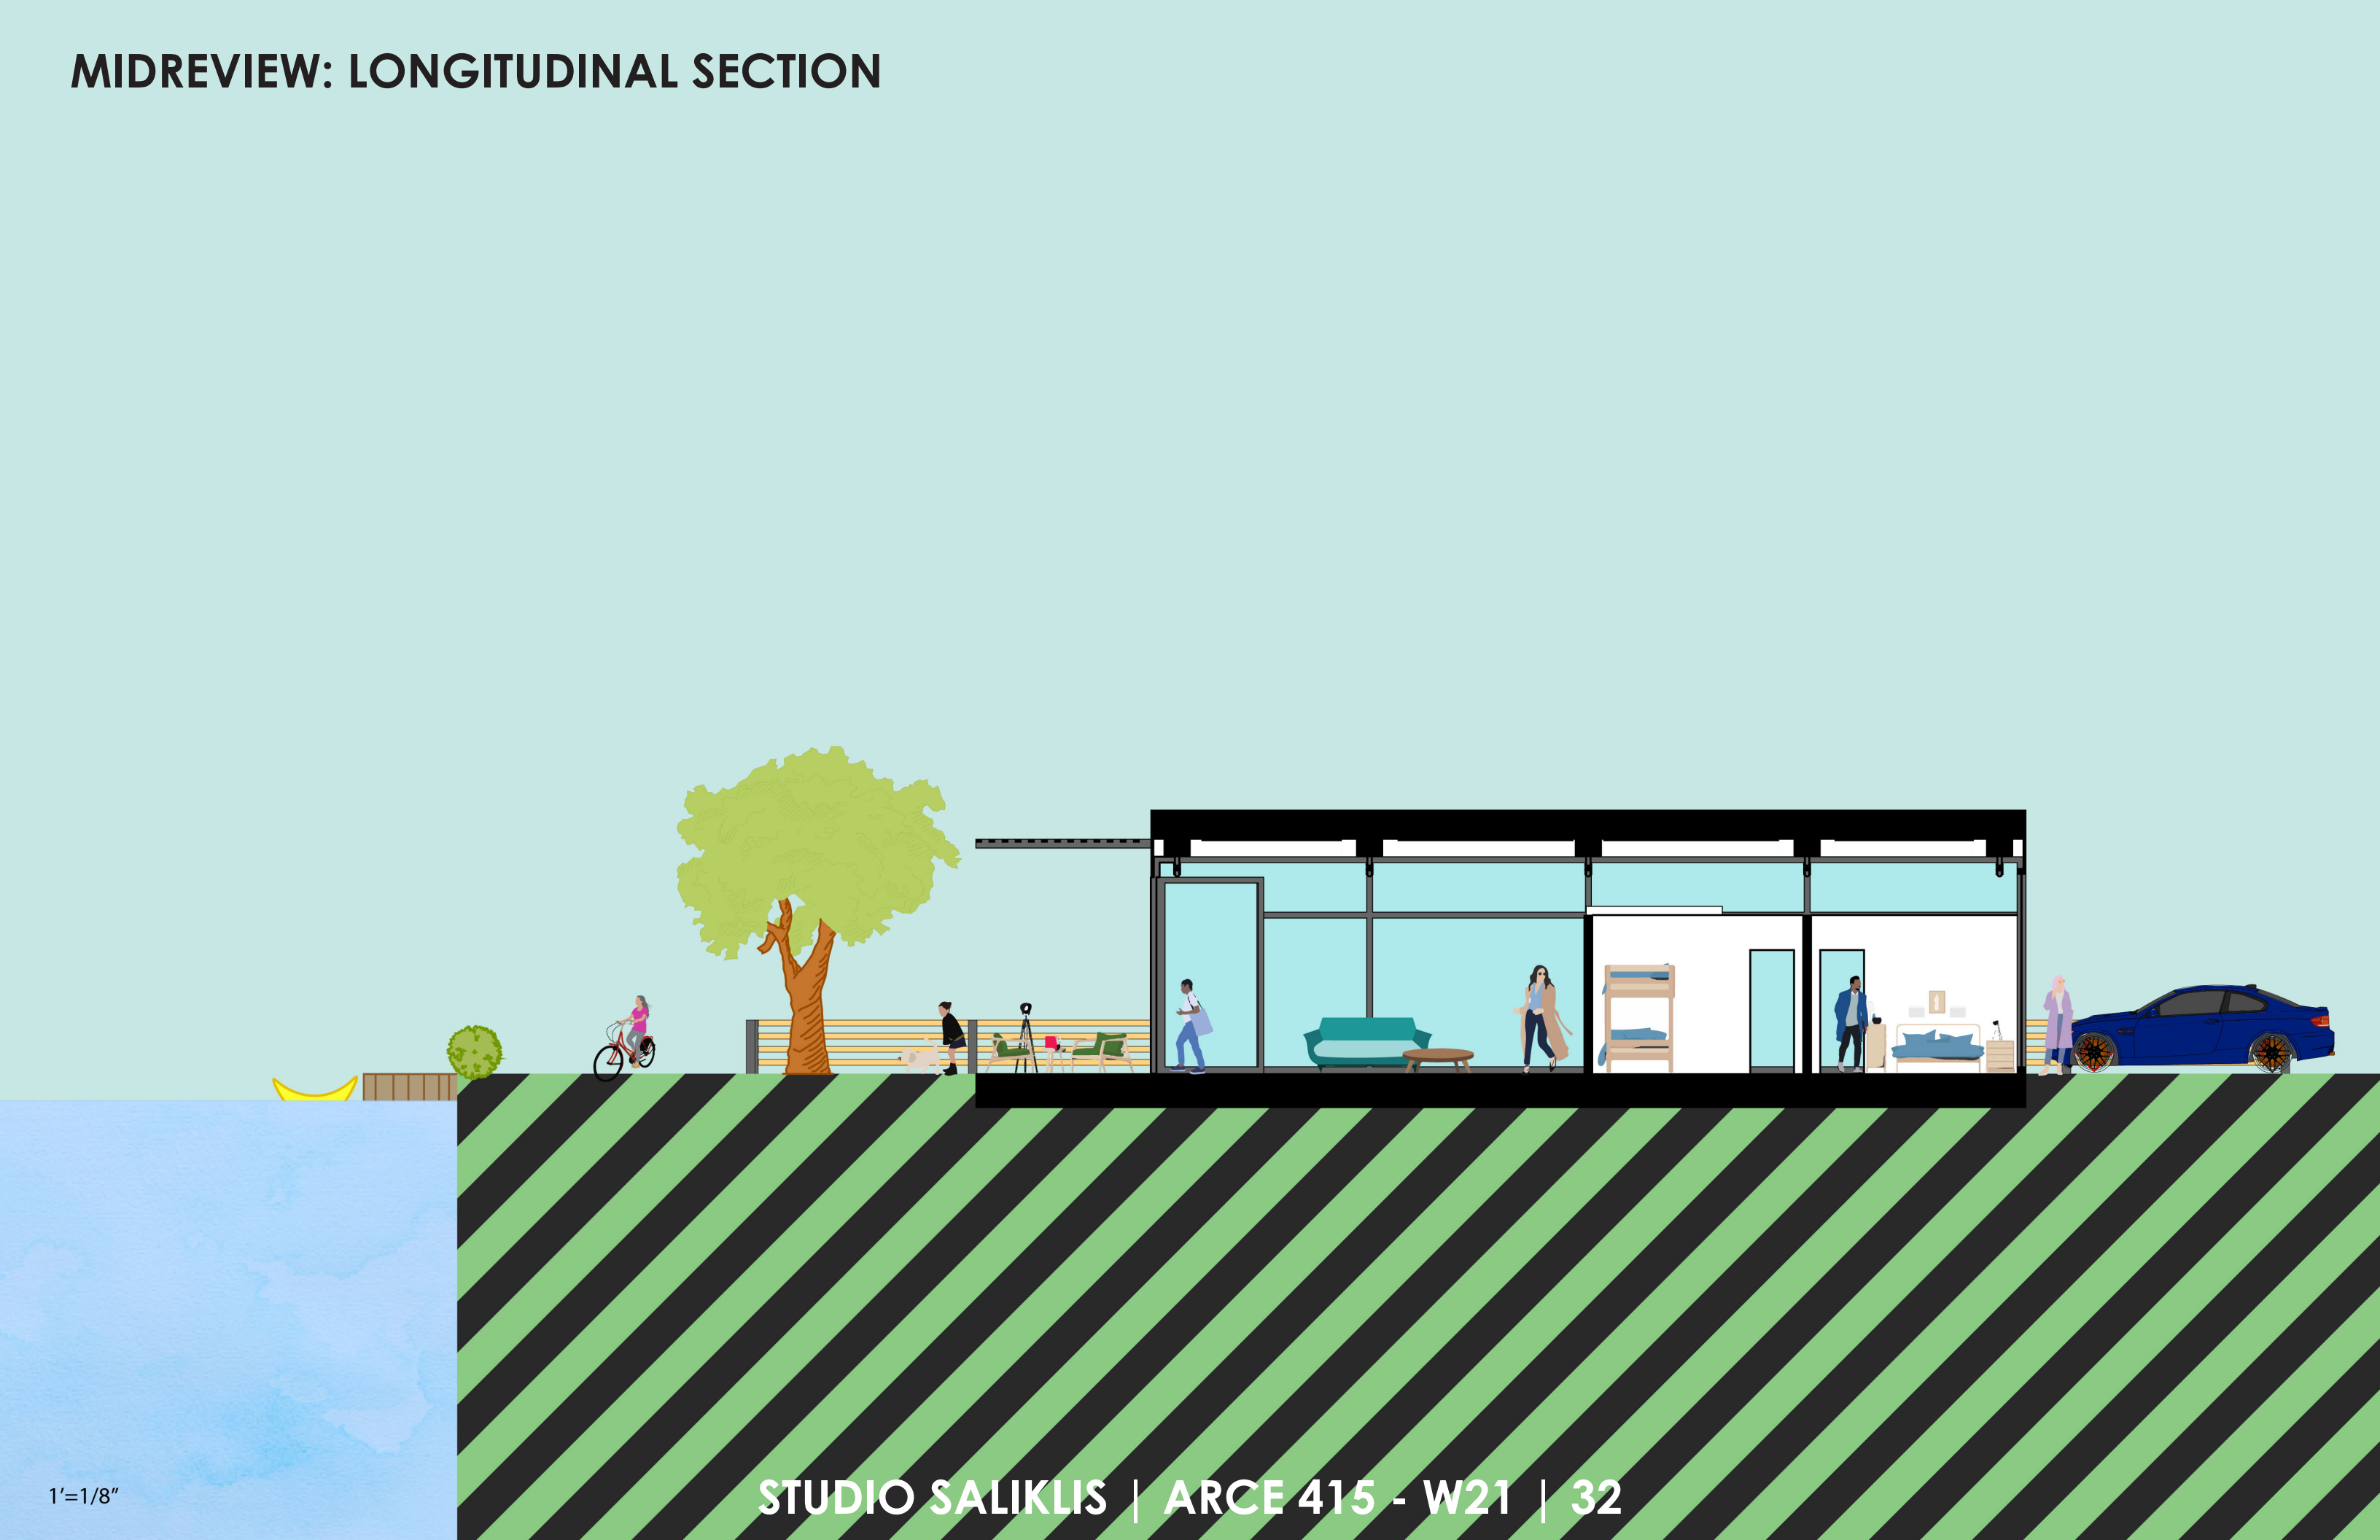 MIDREVIEW: LONGITUDINAL SECTION
1’=1/8”
STUDIO SALIKLIS | ARCE 415 - W21 | 32